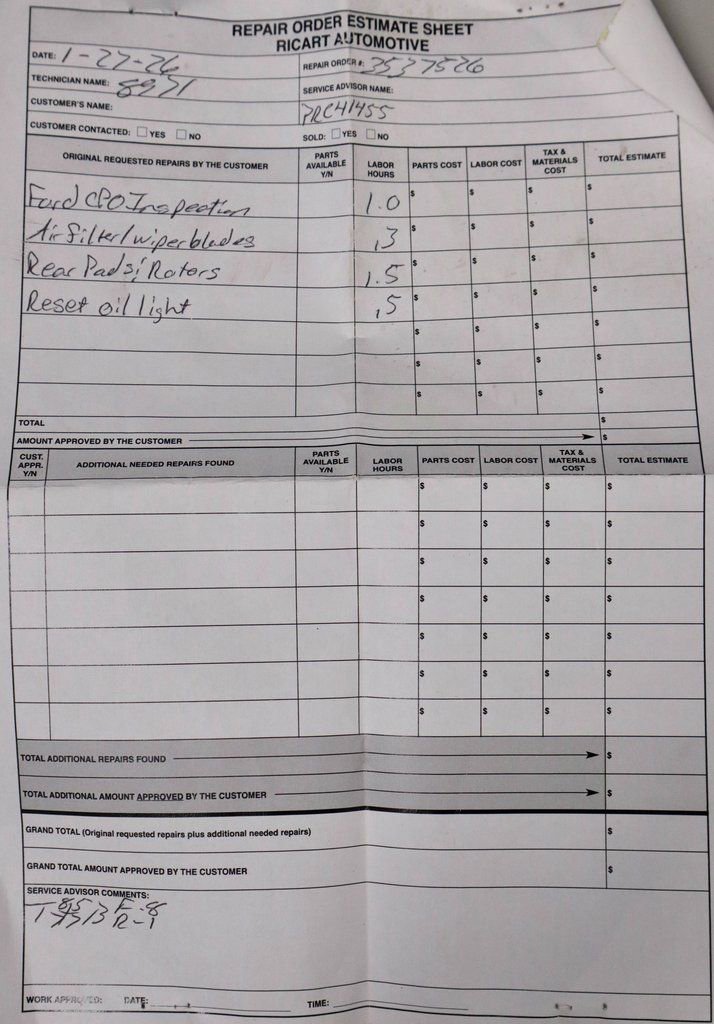 REPAIR ORDER ESTIMATE SHEET
RICART AUTOMOTIVE
DATE: 1-27-26 REPAIR ORDER #: 3537526
TECHNICIAN NAME: 8971 SERVICE ADVISOR NAME:
CUSTOMER'S NAME: PRC41455
CUSTOMER CONTACTED: ☐ YES ☐ NO SOLD: ☐ YES ☐ NO
ORIGINAL REQUESTED REPAIRS BY THE CUSTOMER PARTS AVAILABLE Y/N LABOR HOURS PARTS COST LABOR COST TAX & MATERIALS COST TOTAL ESTIMATE
Ford CPO Inspection 1.0 $ $ $ $
Air filter/wiper blades .3 $ $ $ $
Rear Pads; Rotors 1.5 $ $ $ $
Reset oil light .5 $ $ $ $
$ $ $ $
$ $ $ $
$ $ $ $
TOTAL $
AMOUNT APPROVED BY THE CUSTOMER $
CUST. APPR. Y/N ADDITIONAL NEEDED REPAIRS FOUND PARTS AVAILABLE Y/N LABOR HOURS PARTS COST LABOR COST TAX & MATERIALS COST TOTAL ESTIMATE
$ $ $ $
$ $ $ $
$ $ $ $
$ $ $ $
$ $ $ $
$ $ $ $
$ $ $ $
TOTAL ADDITIONAL REPAIRS FOUND $
TOTAL ADDITIONAL AMOUNT APPROVED BY THE CUSTOMER $
GRAND TOTAL (Original requested repairs plus additional needed repairs) $
GRAND TOTAL AMOUNT APPROVED BY THE CUSTOMER $
SERVICE ADVISOR COMMENTS:
F-8
R-1
WORK APPROVED: DATE: TIME: